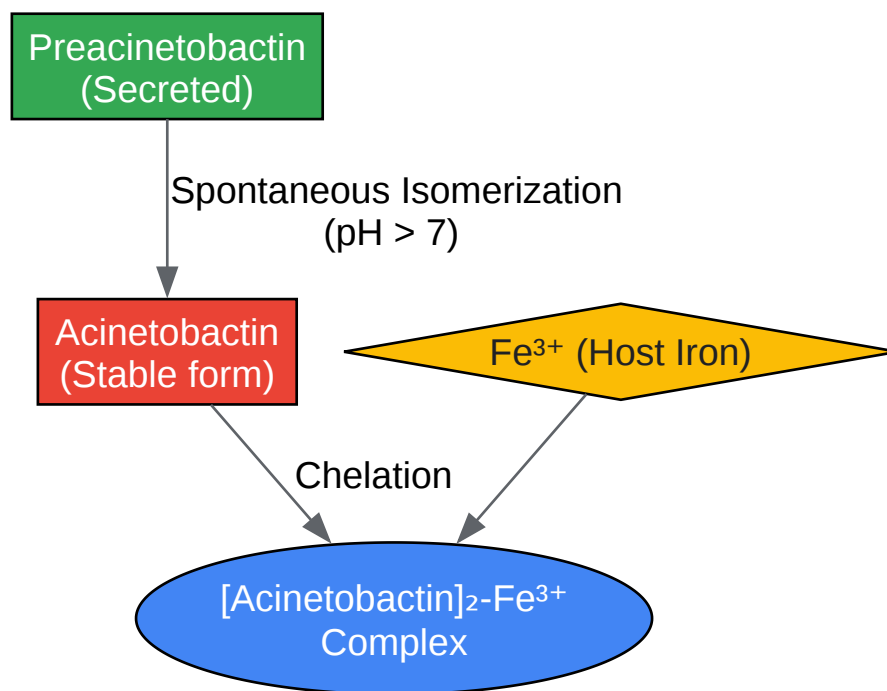 Preacinetobactin
(Secreted)
Spontaneous Isomerization
(pH > 7)
Acinetobactin
(Stable form)
Fe³⁺ (Host Iron)
Chelation
[Acinetobactin]₂-Fe³⁺
Complex